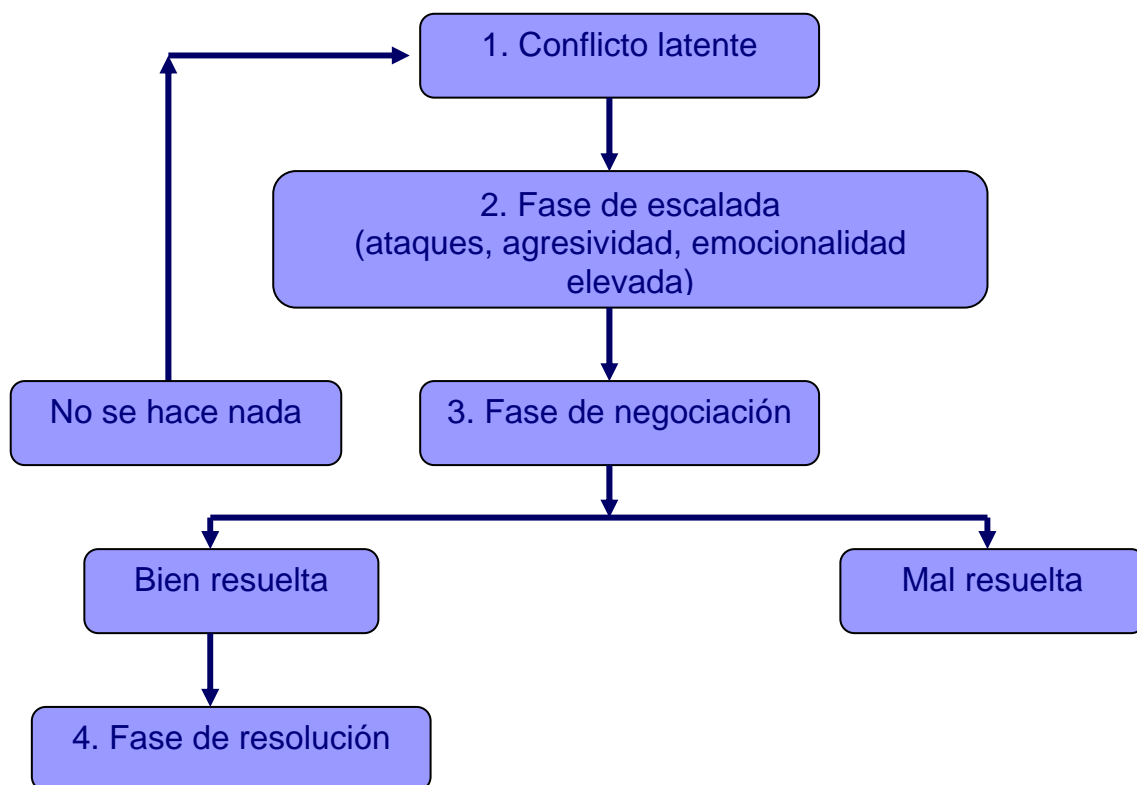 1. Conflicto latente
2. Fase de escalada
(ataques, agresividad, emocionalidad
elevada)
No se hace nada
3. Fase de negociación
Bien resuelta
Mal resuelta
4. Fase de resolución